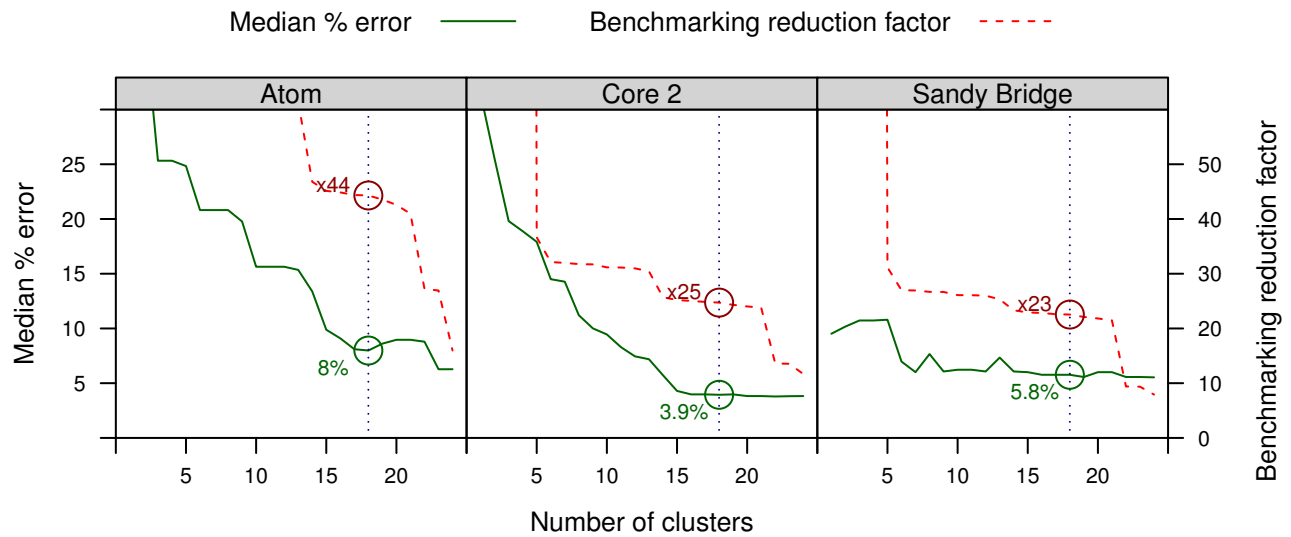 Median % error
Benchmarking reduction factor
Atom
Core 2
Sandy Bridge
Median % error
25
20
15
10
5
x44
8%
x25
3.9%
x23
5.8%
50
40
30
20
10
0
Benchmarking reduction factor
5 10 15 20
5 10 15 20
5 10 15 20
Number of clusters